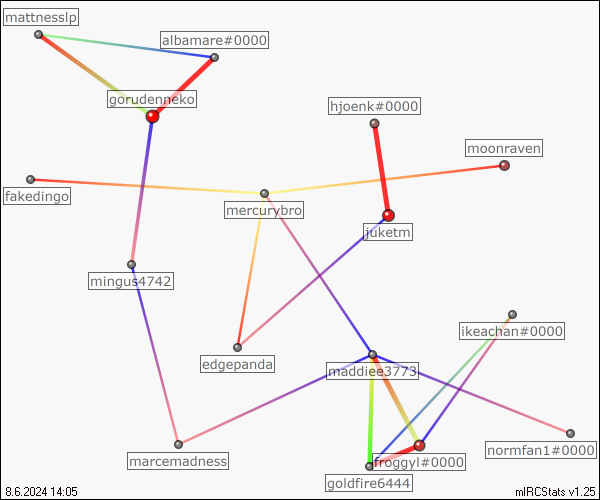 mattnesslp
albamare#0000
gorudenneko
hjoenk#0000
moonraven
fakedingo
mercurybro
juketm
mingus4742
ikeachan#0000
edgepanda
maddiee3773
normfan1#0000
marcemadness
froggyl#0000
goldfire6444
8.6.2024 14:05
mIRCStats v1.25